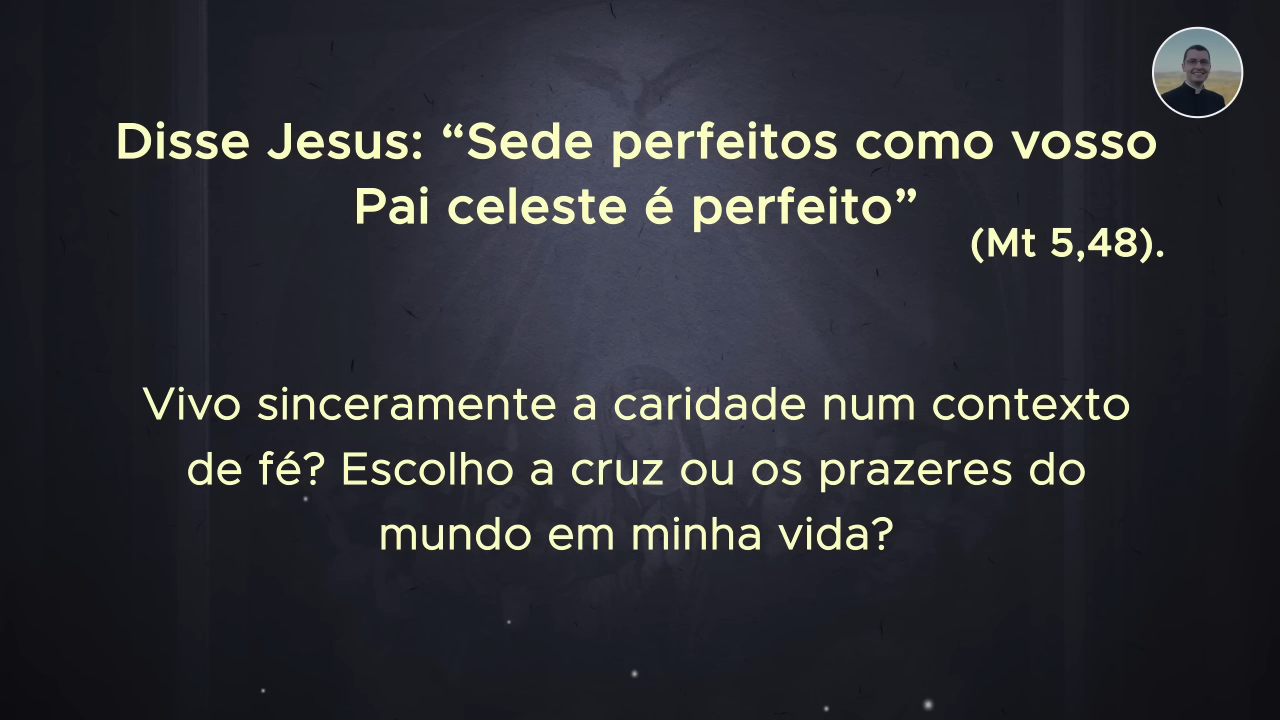 Disse Jesus: “Sede perfeitos como vosso
Pai celeste é perfeito”
(Mt 5,48).
Vivo sinceramente a caridade num contexto
de fé? Escolho a cruz ou os prazeres do
mundo em minha vida?